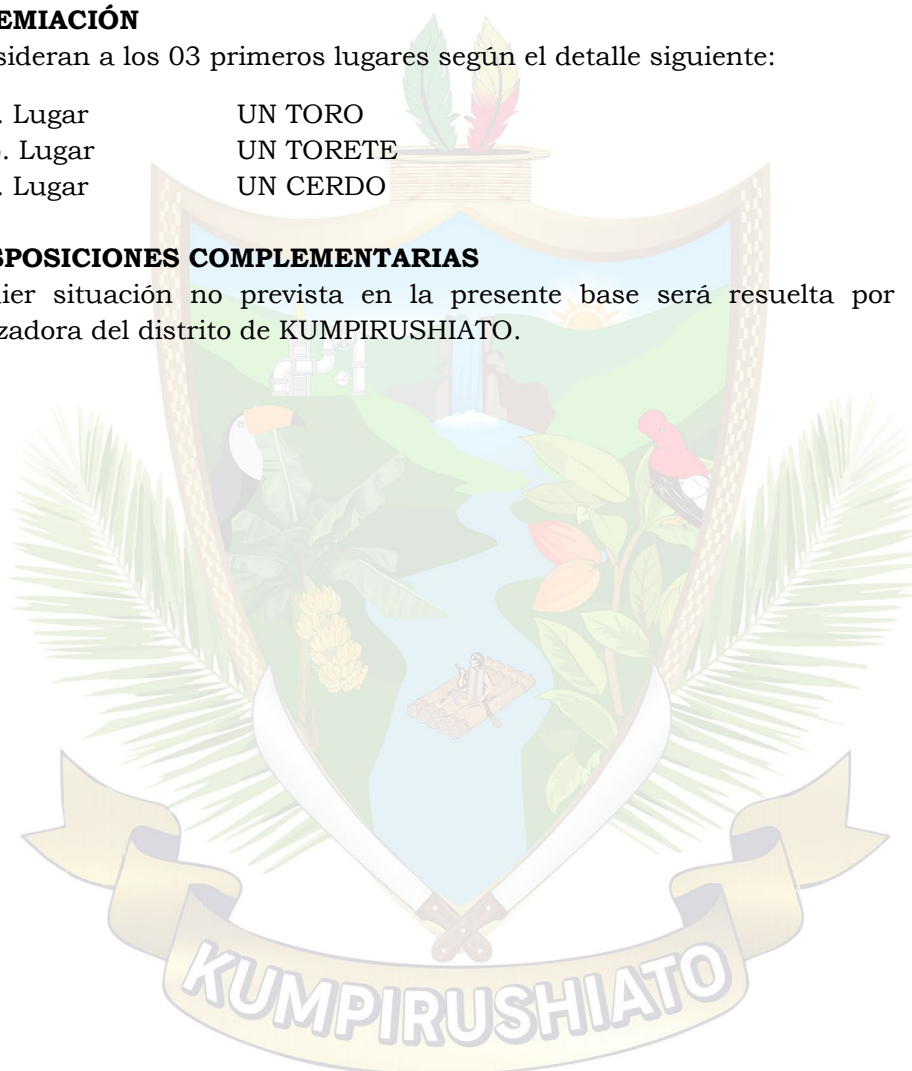 EMIACIÓN
sideran a los 03 primeros lugares según el detalle siguiente:
. Lugar UN TORO
. Lugar UN TORETE
. Lugar UN CERDO
SPOSICIONES COMPLEMENTARIAS
ier situación no prevista en la presente base será resuelta por
zadora del distrito de KUMPIRUSHIATO.
KUMPIRUSHIATO